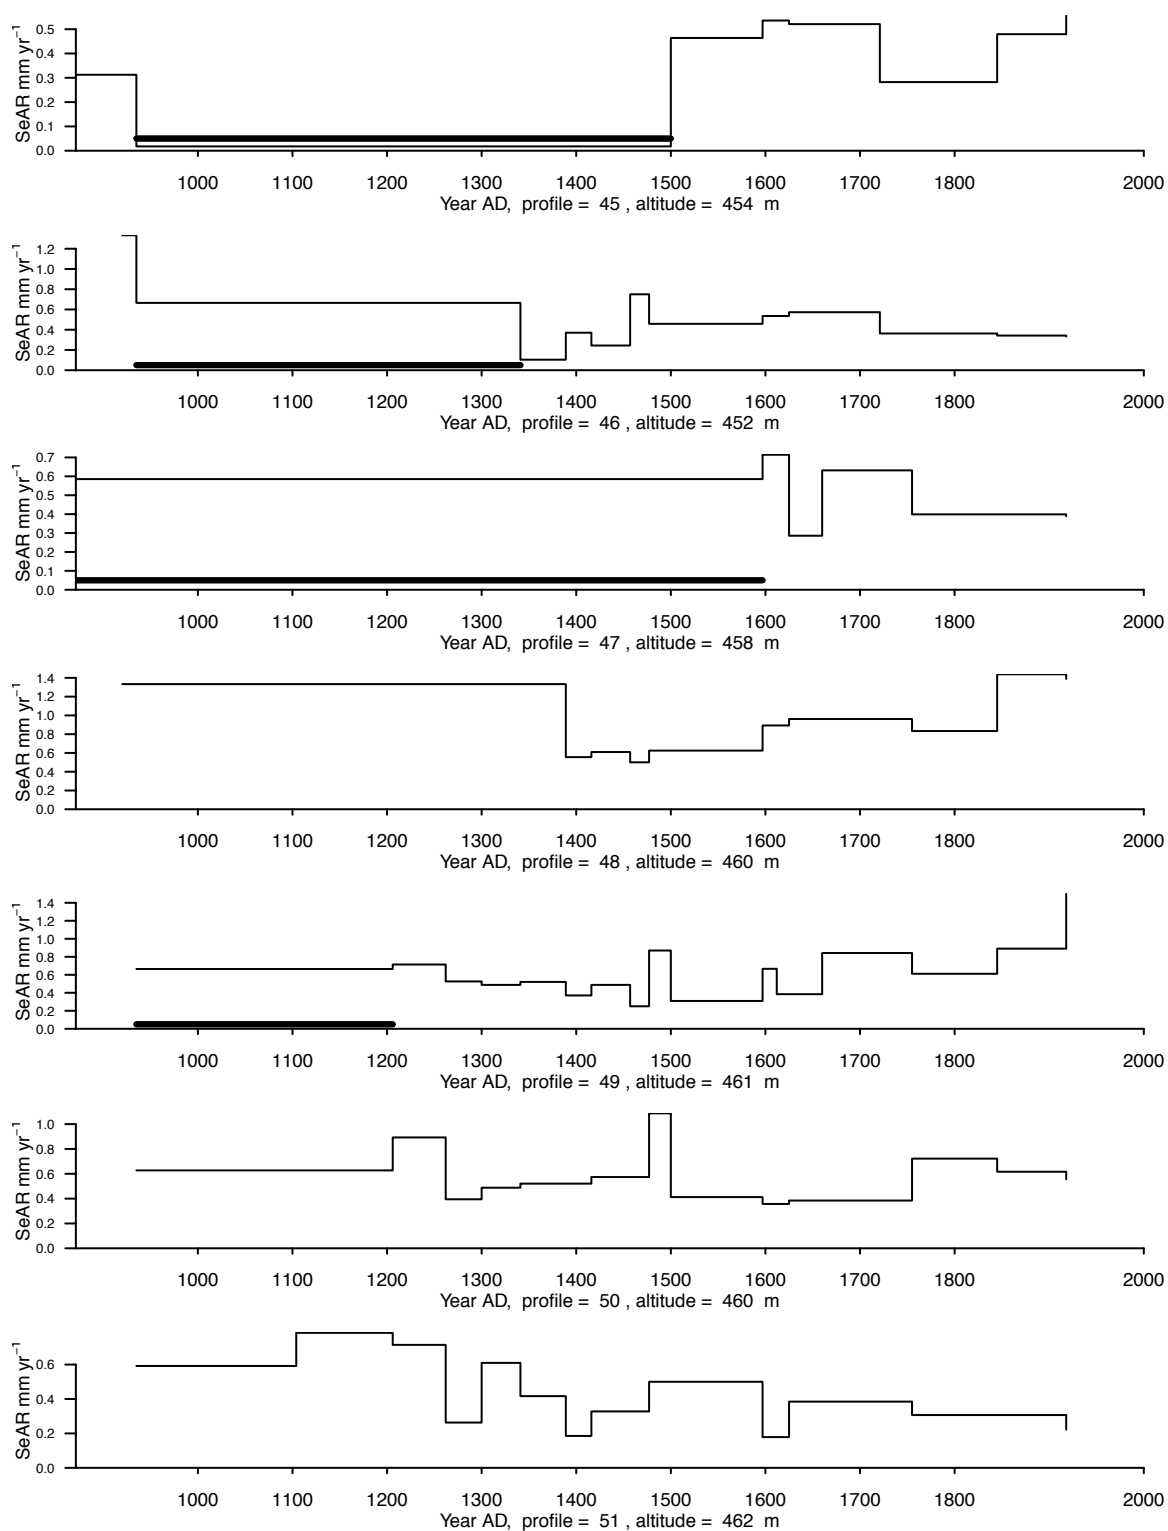 SeAR mm yr⁻¹
0.5
0.4
0.3
0.2
0.1
0.0
1000 1100 1200 1300 1400 1500 1600 1700 1800 2000
Year AD, profile = 45 , altitude = 454 m
SeAR mm yr⁻¹
1.2
1.0
0.8
0.6
0.4
0.2
0.0
1000 1100 1200 1300 1400 1500 1600 1700 1800 2000
Year AD, profile = 46 , altitude = 452 m
SeAR mm yr⁻¹
0.7
0.6
0.5
0.4
0.3
0.2
0.1
0.0
1000 1100 1200 1300 1400 1500 1600 1700 1800 2000
Year AD, profile = 47 , altitude = 458 m
SeAR mm yr⁻¹
1.4
1.2
1.0
0.8
0.6
0.4
0.2
0.0
1000 1100 1200 1300 1400 1500 1600 1700 1800 2000
Year AD, profile = 48 , altitude = 460 m
SeAR mm yr⁻¹
1.4
1.2
1.0
0.8
0.6
0.4
0.2
0.0
1000 1100 1200 1300 1400 1500 1600 1700 1800 2000
Year AD, profile = 49 , altitude = 461 m
SeAR mm yr⁻¹
1.0
0.8
0.6
0.4
0.2
0.0
1000 1100 1200 1300 1400 1500 1600 1700 1800 2000
Year AD, profile = 50 , altitude = 460 m
SeAR mm yr⁻¹
0.6
0.4
0.2
0.0
1000 1100 1200 1300 1400 1500 1600 1700 1800 2000
Year AD, profile = 51 , altitude = 462 m